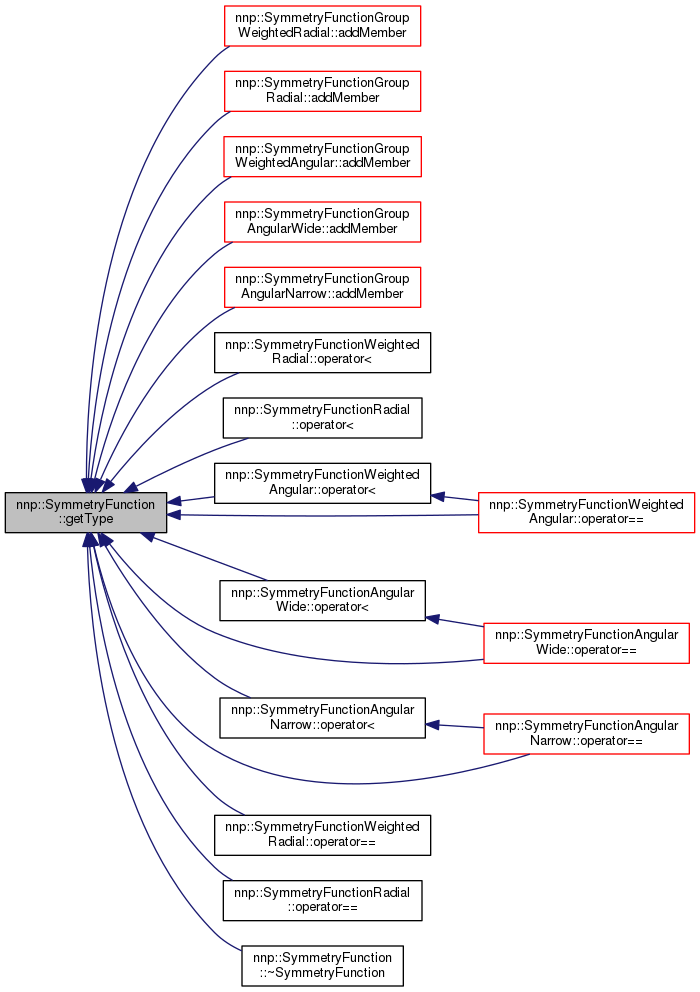 nnp::SymmetryFunctionGroup
WeightedRadial::addMember
nnp::SymmetryFunctionGroup
Radial::addMember
nnp::SymmetryFunctionGroup
WeightedAngular::addMember
nnp::SymmetryFunctionGroup
AngularWide::addMember
nnp::SymmetryFunctionGroup
AngularNarrow::addMember
nnp::SymmetryFunctionWeighted
Radial::operator<
nnp::SymmetryFunctionRadial
::operator<
nnp::SymmetryFunctionWeighted
Angular::operator<
nnp::SymmetryFunctionWeighted
Angular::operator==
nnp::SymmetryFunction
::getType
nnp::SymmetryFunctionAngular
Wide::operator<
nnp::SymmetryFunctionAngular
Wide::operator==
nnp::SymmetryFunctionAngular
Narrow::operator<
nnp::SymmetryFunctionAngular
Narrow::operator==
nnp::SymmetryFunctionWeighted
Radial::operator==
nnp::SymmetryFunctionRadial
::operator==
nnp::SymmetryFunction
::~SymmetryFunction